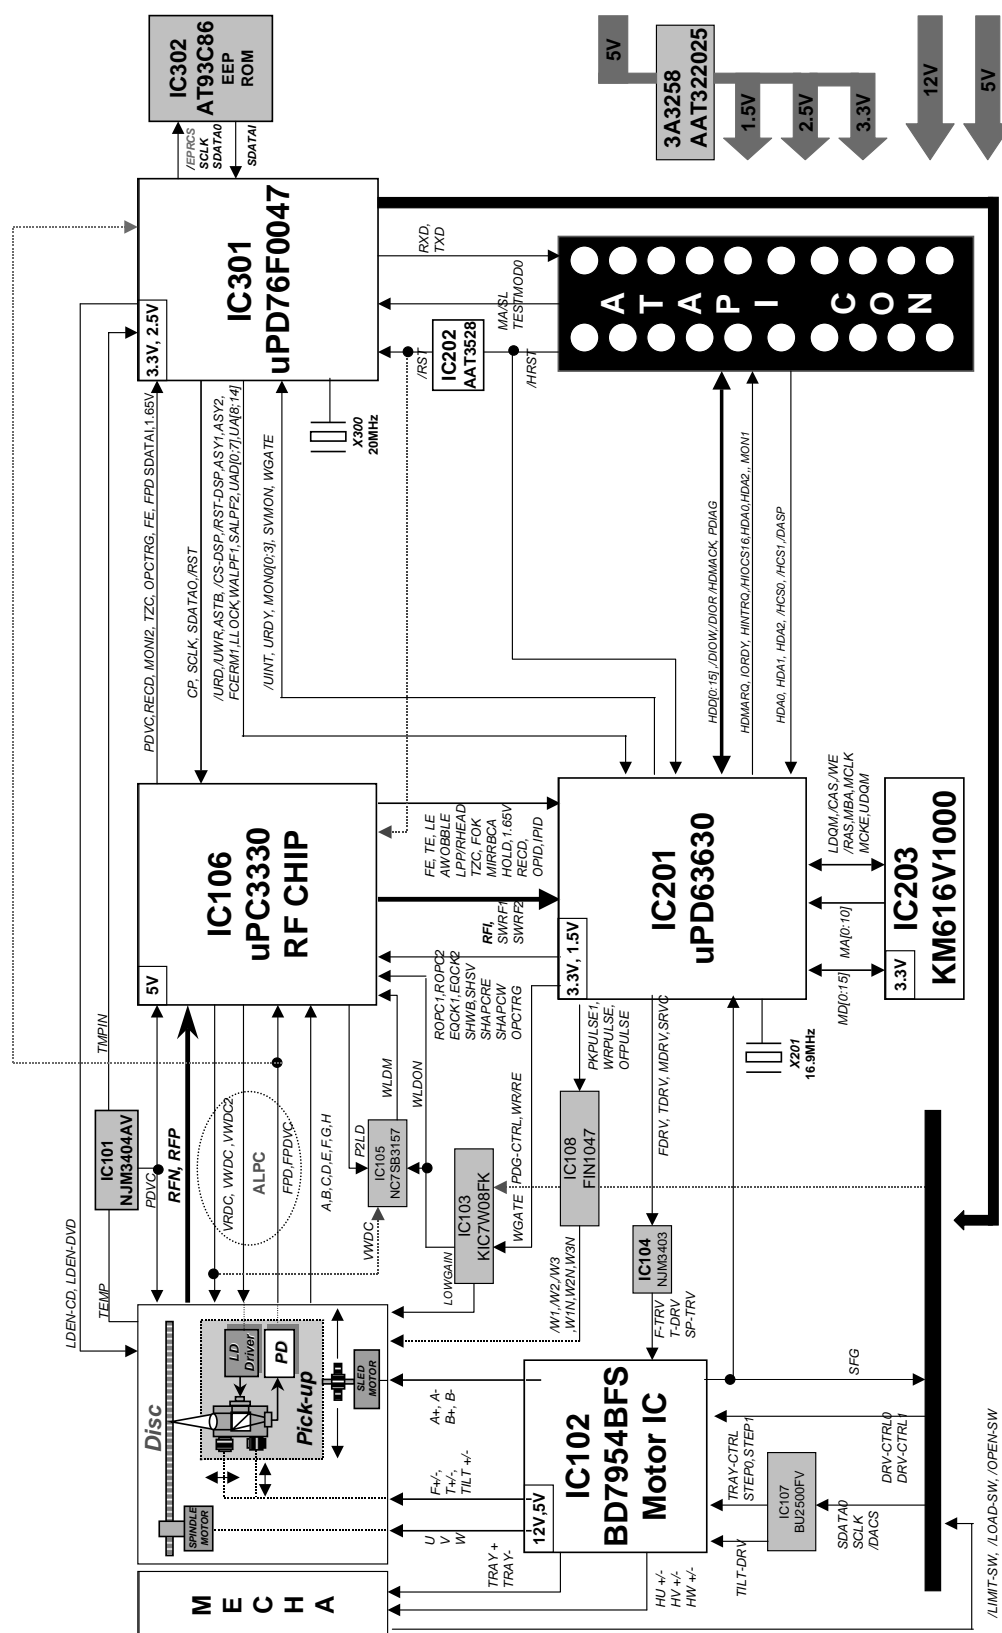 IC302
AT93C86
EEP
ROM
/EPRCS
SCLK
SDATA0
SDATAI
5V
3A3258
AAT322025
1.5V
2.5V
3.3V
12V
5V
3.3V, 2.5V
IC301
uPD76F0047
RXD,
TXD
MA/SL
TESTMOD0
IC202
AAT3528
/RST
/HRST
X300
20MHz
ATAPI CON
TMPIN
PDVC,RECD, MONI2, TZC, OPCTRG, FE, FPD SDATAI,1.65V
CP, SCLK, SDATAO,/RST
/URD,/UWR,ASTB, /CS-DSP,/RST-DSP,ASY1,ASY2,
FCERM1,LLOCK,WALPF1,SALPF2,UAD[0;7],UA[8;14]
/UINT, URDY, MON0[0;3], SVMON, WGATE
HDD[0:15] ,/DIOW,/DIOR /HDMACK, PDIAG
HDMARQ, IORDY, HINTRQ,/HIOCS16,HDA0,HDA2,, MON1
HDA0, HDA1, HDA2, /HCS0, /HCS1,/DASP
5V
IC106
uPC3330
RF CHIP
FE, TE, LE
AWOBBLE
LPP/RHEAD
TZC, FOK
MIRRBCA
HOLD,1.65V
RECD,
OPID,IPID
RFI,
SWRF1
SWRF2
ROPC1,ROPC2
EQCK1,EQCK2
SHWB,SHSV
SHAPCRE
SHAPCW
OPCTRG
3.3V, 1.5V
IC201
uPD63630
LDQM,/CAS,/WE
/RAS,MBA,MCLK
MCKE,UDQM
MA[0:10]
MD[0:15]
3.3V
IC203
KM616V1000
X201
16.9MHz
IC101
NJM3404AV
PDVC
TEMP
LDEN-CD, LDEN-DVD
RFN, RFP
VRDC, VWDC ,VWDC2
ALPC
FPD,FPDVC
A,B,C,D,E,F,G,H
P2LD
WLDM
WLDON
IC105
NC7SB3157
VWDC
IC103
KIC7W08FK
LOWGAIN
WGATE
PDG-CTRL,WR/RE
PKPULSE1,
WRPULSE,
OFPULSE
IC108
FIN1047
/W1,/W2,/W3
,W1N,W2N,W3N
FDRV, TDRV, MDRV,SRVC
IC104
NJM3403
F-TRV
T-DRV
SP-TRV
Disc
LD
Driver
PD
Pick-up
SLED
MOTOR
SPINDLE
MOTOR
A+, A-
B+, B-
F+/-,
T+/-,
TILT +/-
U
V
W
12V,5V
IC102
BD7954BFS
Motor IC
SFG
TRAY-CTRL
STEP0,STEP1
DRV-CTRL0
DRV-CTRL1
IC107
BU2500FV
SDATA0
SCLK
/DACS
TILT-DRV
TRAY +
TRAY-
HU +/-
HV +/-
HW +/-
MECHA
/LIMIT-SW, /LOAD-SW, /OPEN-SW